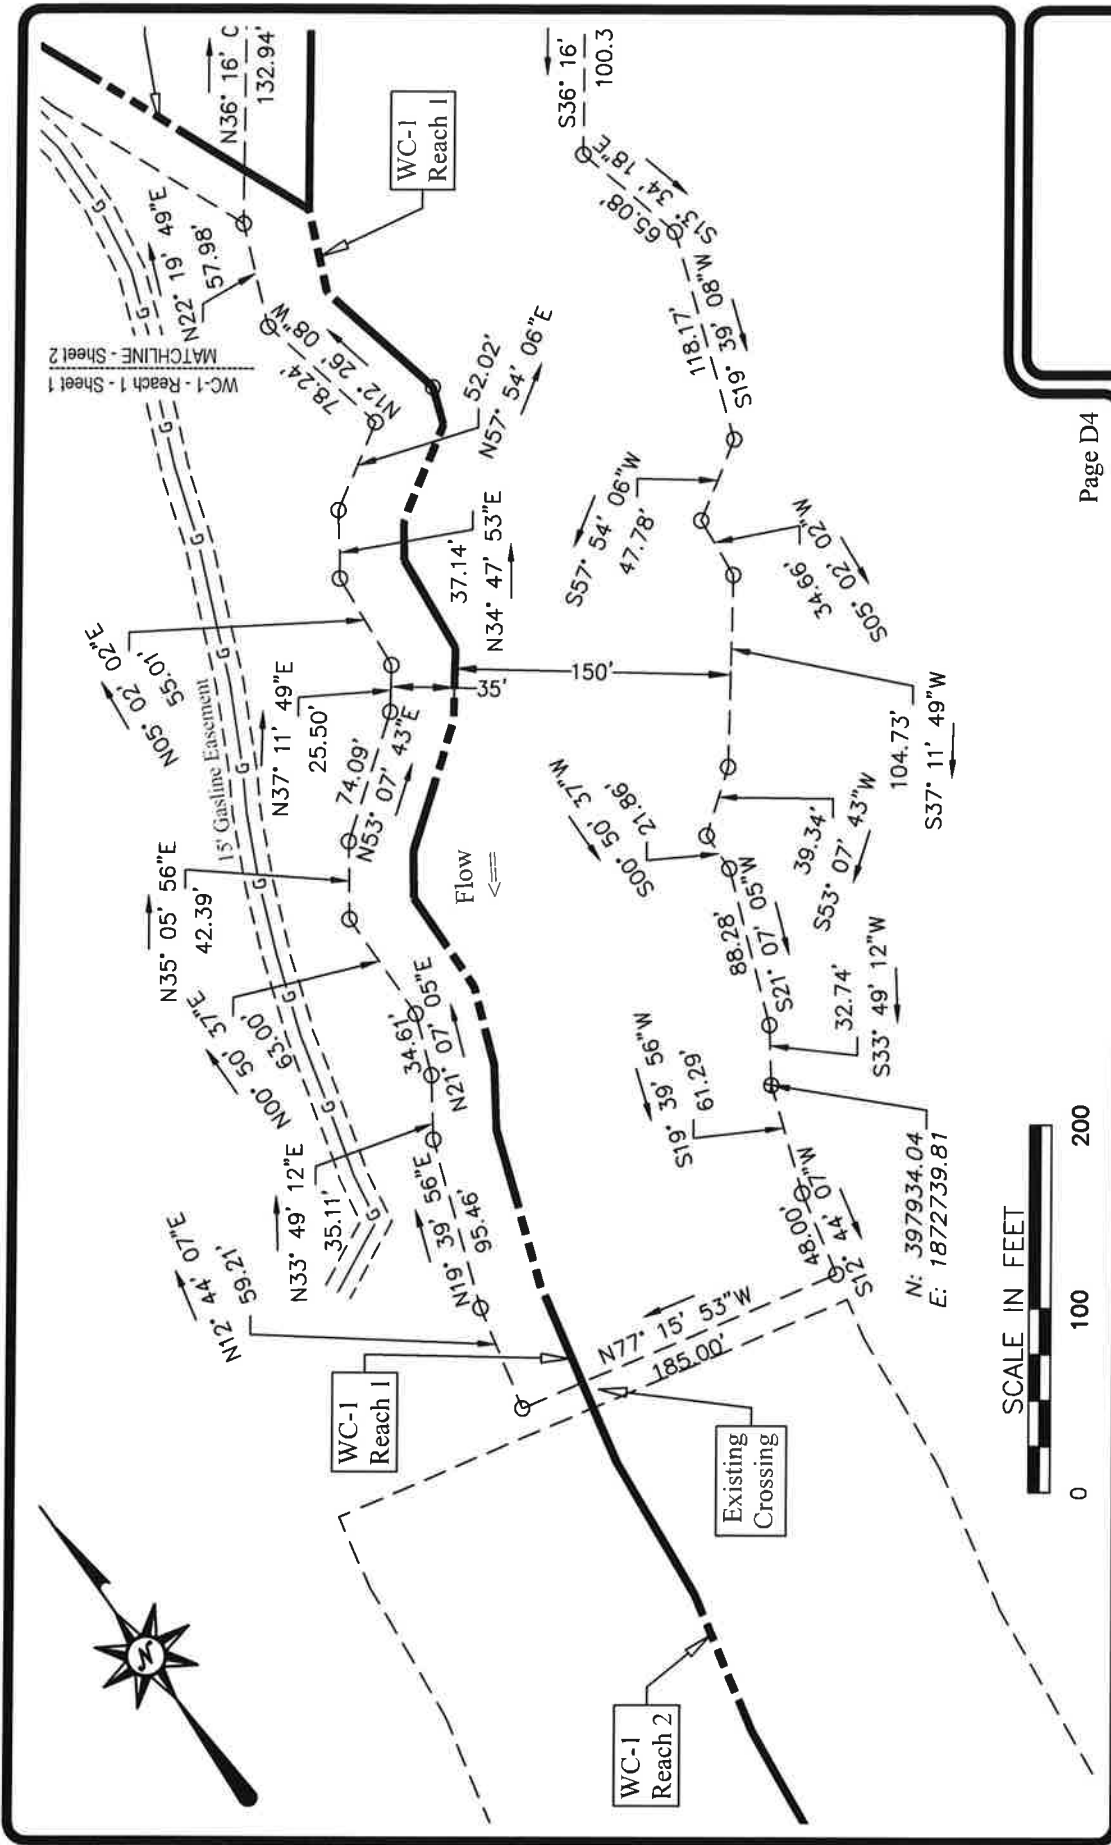 N36° 16' C
132.94'
WC-1
Reach 1
S36° 16'
100.3
N22° 19' 49"E
57.98'
WC-1 - Reach 1 - Sheet 1
MATCHLINE - Sheet 2
78.24'
N12° 26' 08"W
52.02'
N57° 54' 06"E
65.08'
S13° 34' 18"E
118.17'
S19° 39' 08"W
S57° 54' 06"W
47.78'
34.66'
S05° 02' 02"W
37.14'
N34° 47' 53"E
N05° 02' 02"E
55.01'
15' Gasline Easement
N37° 11' 49"E
25.50'
35'
150'
104.73'
S37° 11' 49"W
74.09'
N53° 07' 43"E
N35° 05' 56"E
42.39'
Flow
<==
S00° 50' 37"W
21.86'
39.34'
S53° 07' 43"W
88.28'
S21° 07' 05"W
N00° 50' 37"E
63.00'
34.61'
N21° 07' 05"E
32.74'
S33° 49' 12"W
N33° 49' 12"E
35.11'
S19° 39' 56"W
61.29'
N19° 39' 56"E
95.46'
N12° 44' 07"E
59.21'
48.00'
S12° 44' 07"W
N: 397934.04
E: 1872739.81
N77° 15' 53"W
185.00'
WC-1
Reach 1
Existing
Crossing
WC-1
Reach 2
N
G
G
G
G
G
G
G
G
SCALE IN FEET
0 100 200
Page D4